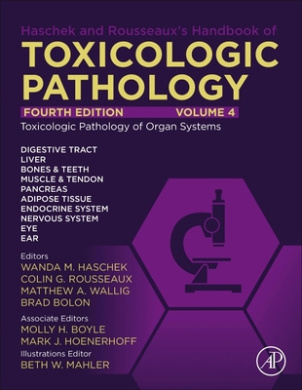 Haschek and Rousseaux's Handbook of
TOXICOLOGIC
PATHOLOGY
FOURTH EDITION VOLUME 4
Toxicologic Pathology of Organ Systems
DIGESTIVE TRACT
LIVER
BONES & TEETH
MUSCLE & TENDON
PANCREAS
ADIPOSE TISSUE
ENDOCRINE SYSTEM
NERVOUS SYSTEM
EYE
EAR
Editors
WANDA M. HASCHEK
COLIN G. ROUSSEAUX
MATTHEW A. WALLIG
BRAD BOLON
Associate Editors
MOLLY H. BOYLE
MARK J. HOENERHOFF
Illustrations Editor
BETH W. MAHLER